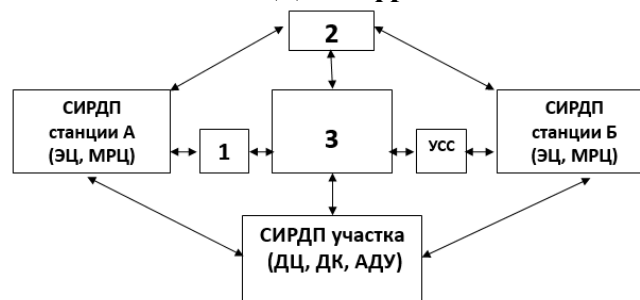 2
СИРДП
станции А
(ЭЦ, МРЦ)
1
3
УСС
СИРДП
станции Б
(ЭЦ, МРЦ)
СИРДП участка
(ДЦ, ДК, АДУ)